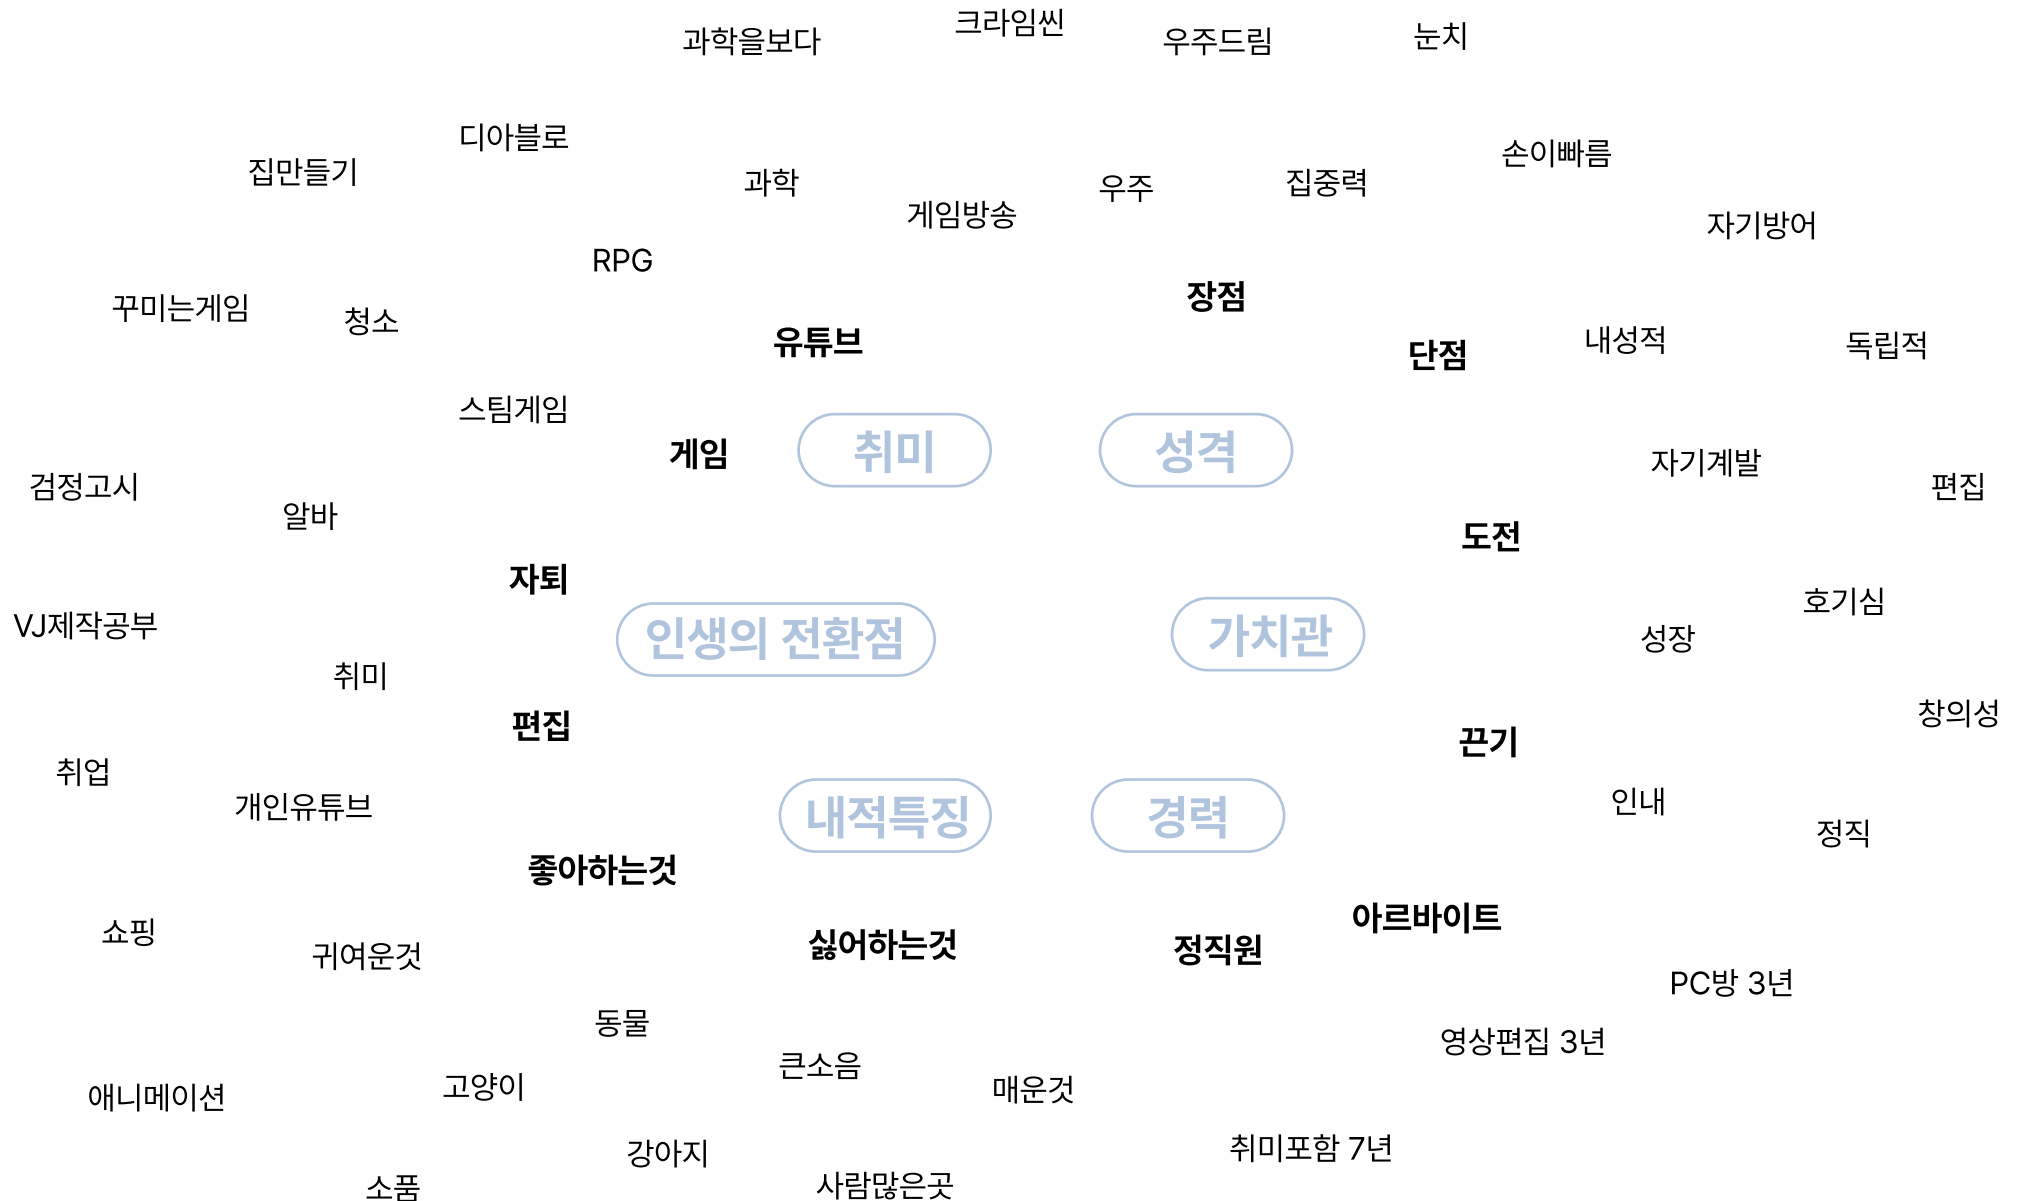 과학을보다
크라임씬
우주드림
눈치
디아블로
집만들기
손이빠름
과학
게임방송
우주
집중력
자기방어
RPG
장점
꾸미는게임
청소
유튜브
단점
내성적
독립적
스팀게임
게임
취미
성격
자기계발
편집
검정고시
알바
도전
자퇴
호기심
VJ제작공부
인생의 전환점
가치관
성장
취미
편집
끈기
창의성
취업
개인유튜브
내적특징
경력
인내
정직
좋아하는것
아르바이트
쇼핑
귀여운것
싫어하는것
정직원
PC방 3년
동물
영상편집 3년
큰소음
애니메이션
고양이
매운것
강아지
취미포함 7년
소품
사람많은곳